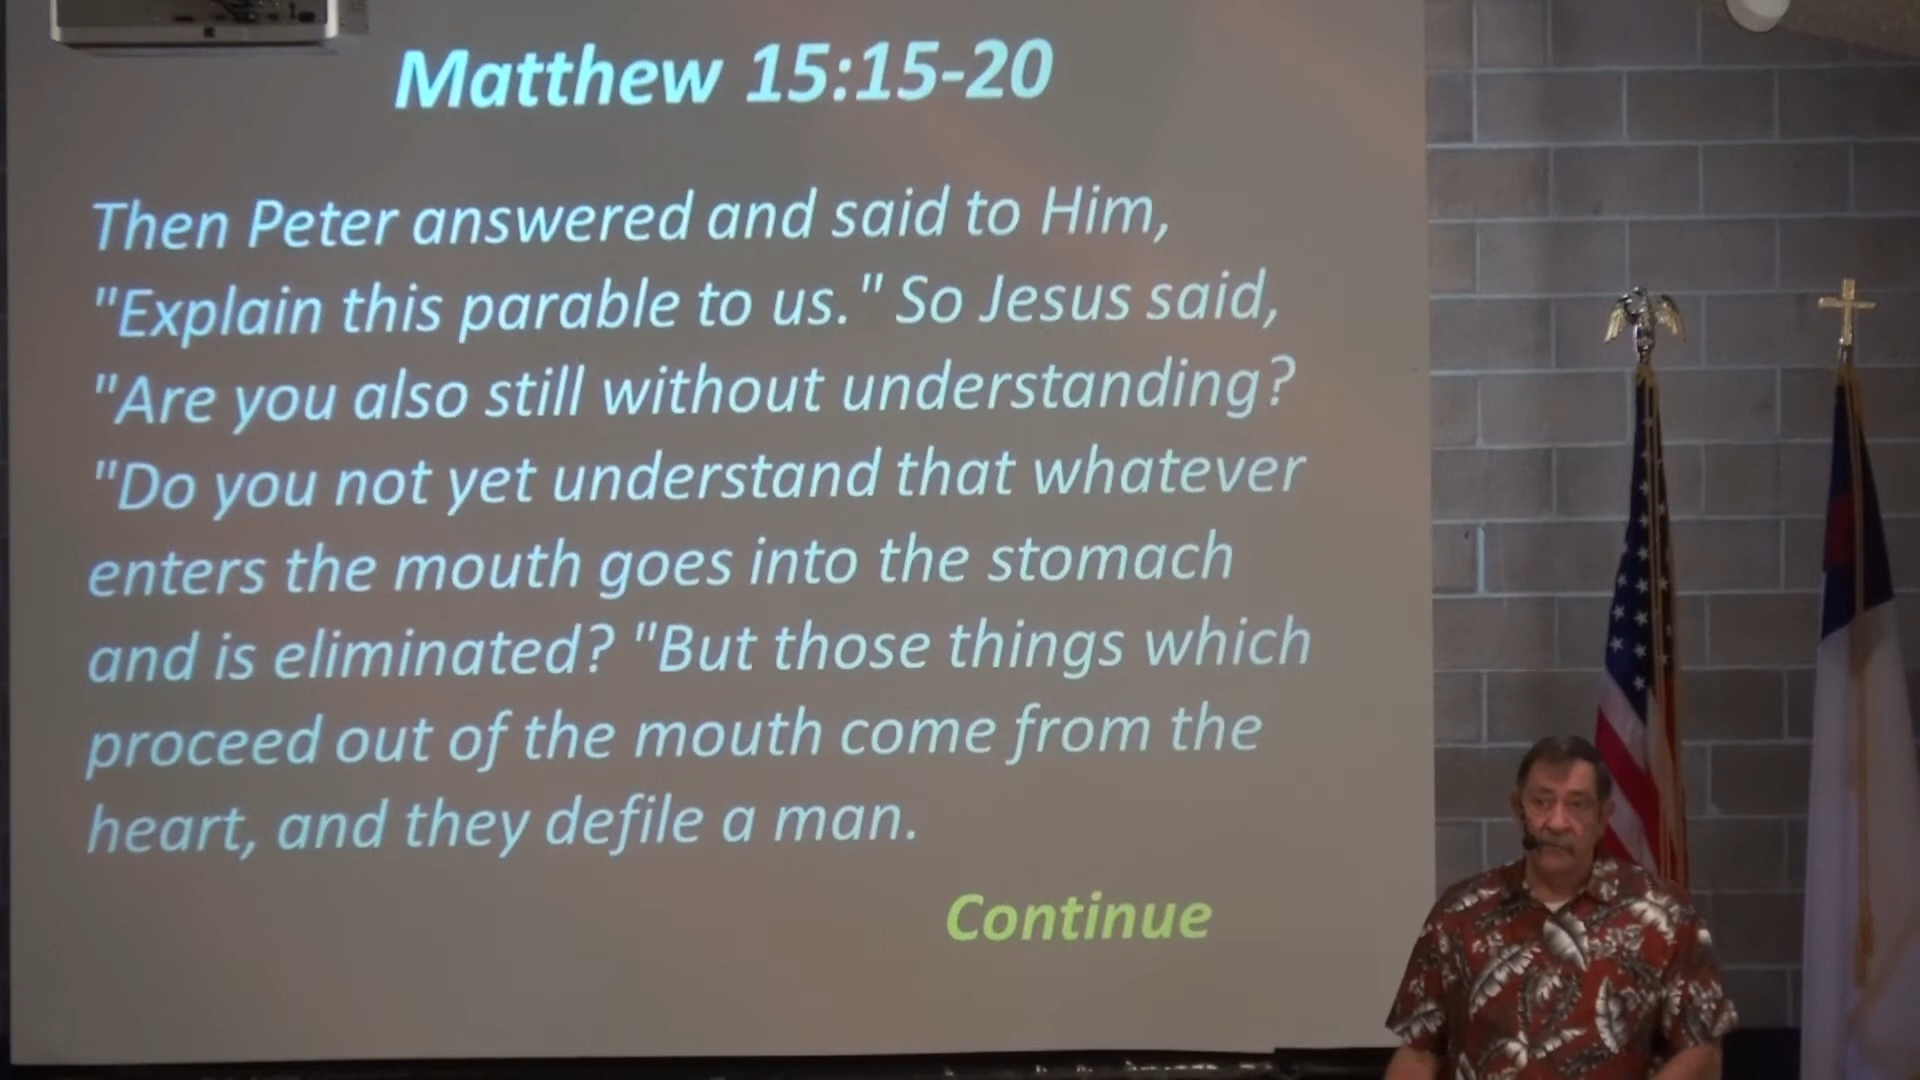 Matthew 15:15-20
Then Peter answered and said to Him,
"Explain this parable to us." So Jesus said,
"Are you also still without understanding?
"Do you not yet understand that whatever
enters the mouth goes into the stomach
and is eliminated? "But those things which
proceed out of the mouth come from the
heart, and they defile a man.
Continue